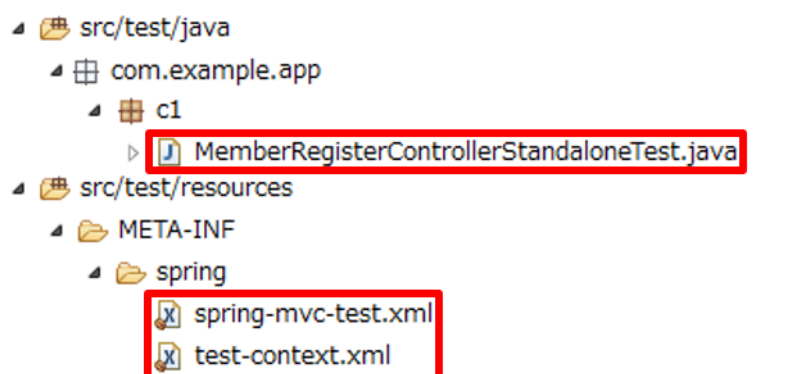 src/test/java
com.example.app
c1
MemberRegisterControllerStandaloneTest.java
src/test/resources
META-INF
spring
spring-mvc-test.xml
test-context.xml